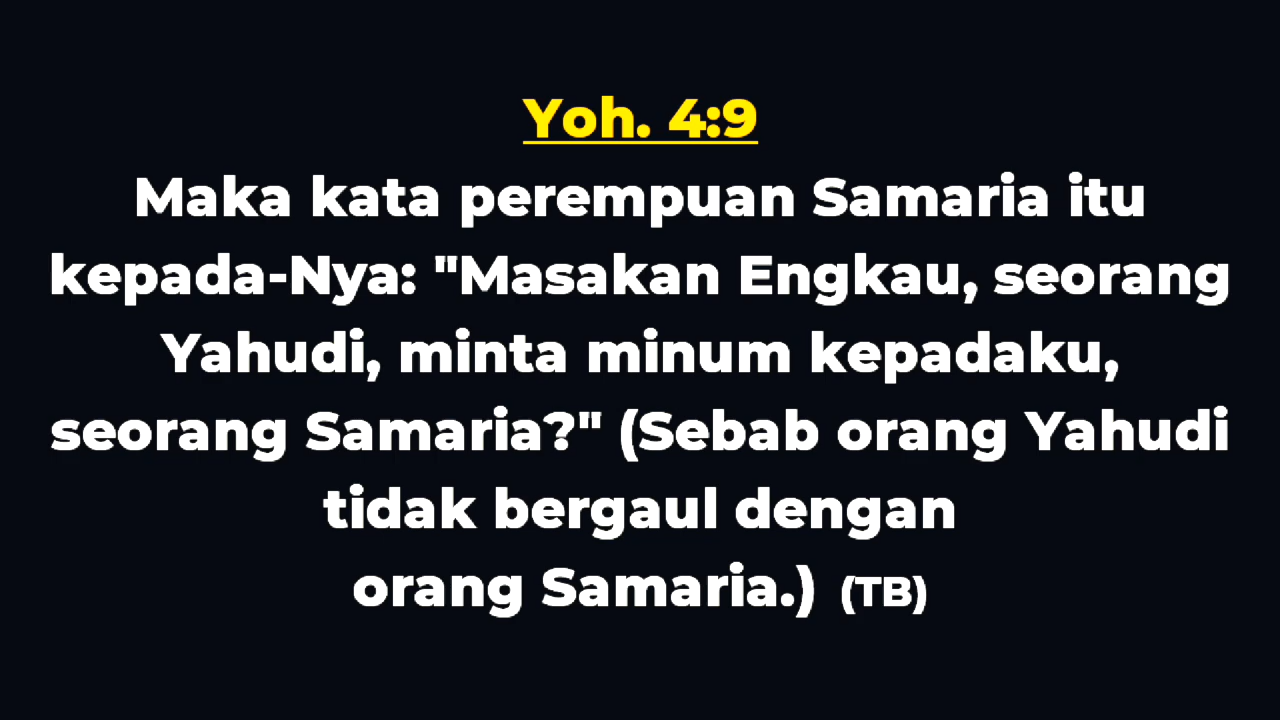 Yoh. 4:9
Maka kata perempuan Samaria itu
kepada-Nya: "Masakan Engkau, seorang
Yahudi, minta minum kepadaku,
seorang Samaria?" (Sebab orang Yahudi
tidak bergaul dengan
orang Samaria.) (TB)